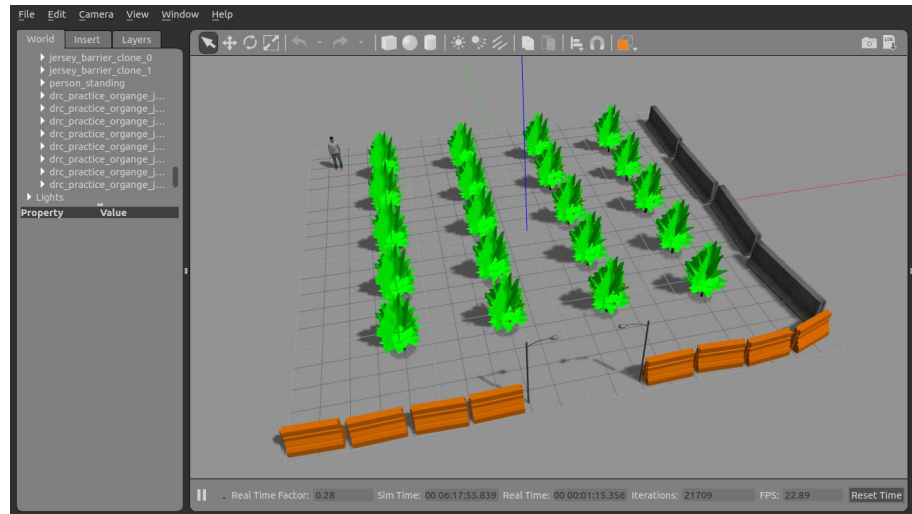 File Edit Camera View Window Help
World Insert Layers
jersey_barrier_clone_0
jersey_barrier_clone_1
person_standing
drc_practice_organge_j...
drc_practice_organge_j...
drc_practice_organge_j...
drc_practice_organge_j...
drc_practice_organge_j...
drc_practice_organge_j...
drc_practice_organge_j...
drc_practice_organge_j...
Lights
Property Value
LOG
Real Time Factor: 0.28 Sim Time: 00 06:17:55.839 Real Time: 00 00:01:15.356 Iterations: 21709 FPS: 22.89 Reset Time